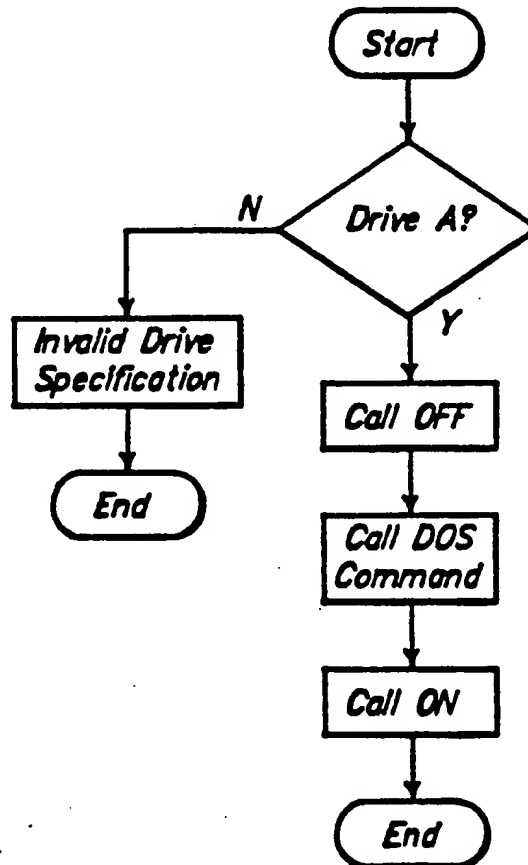 Start
Drive A?
N
Y
Invalid Drive
Specification
Call OFF
End
Call DOS
Command
Call ON
End